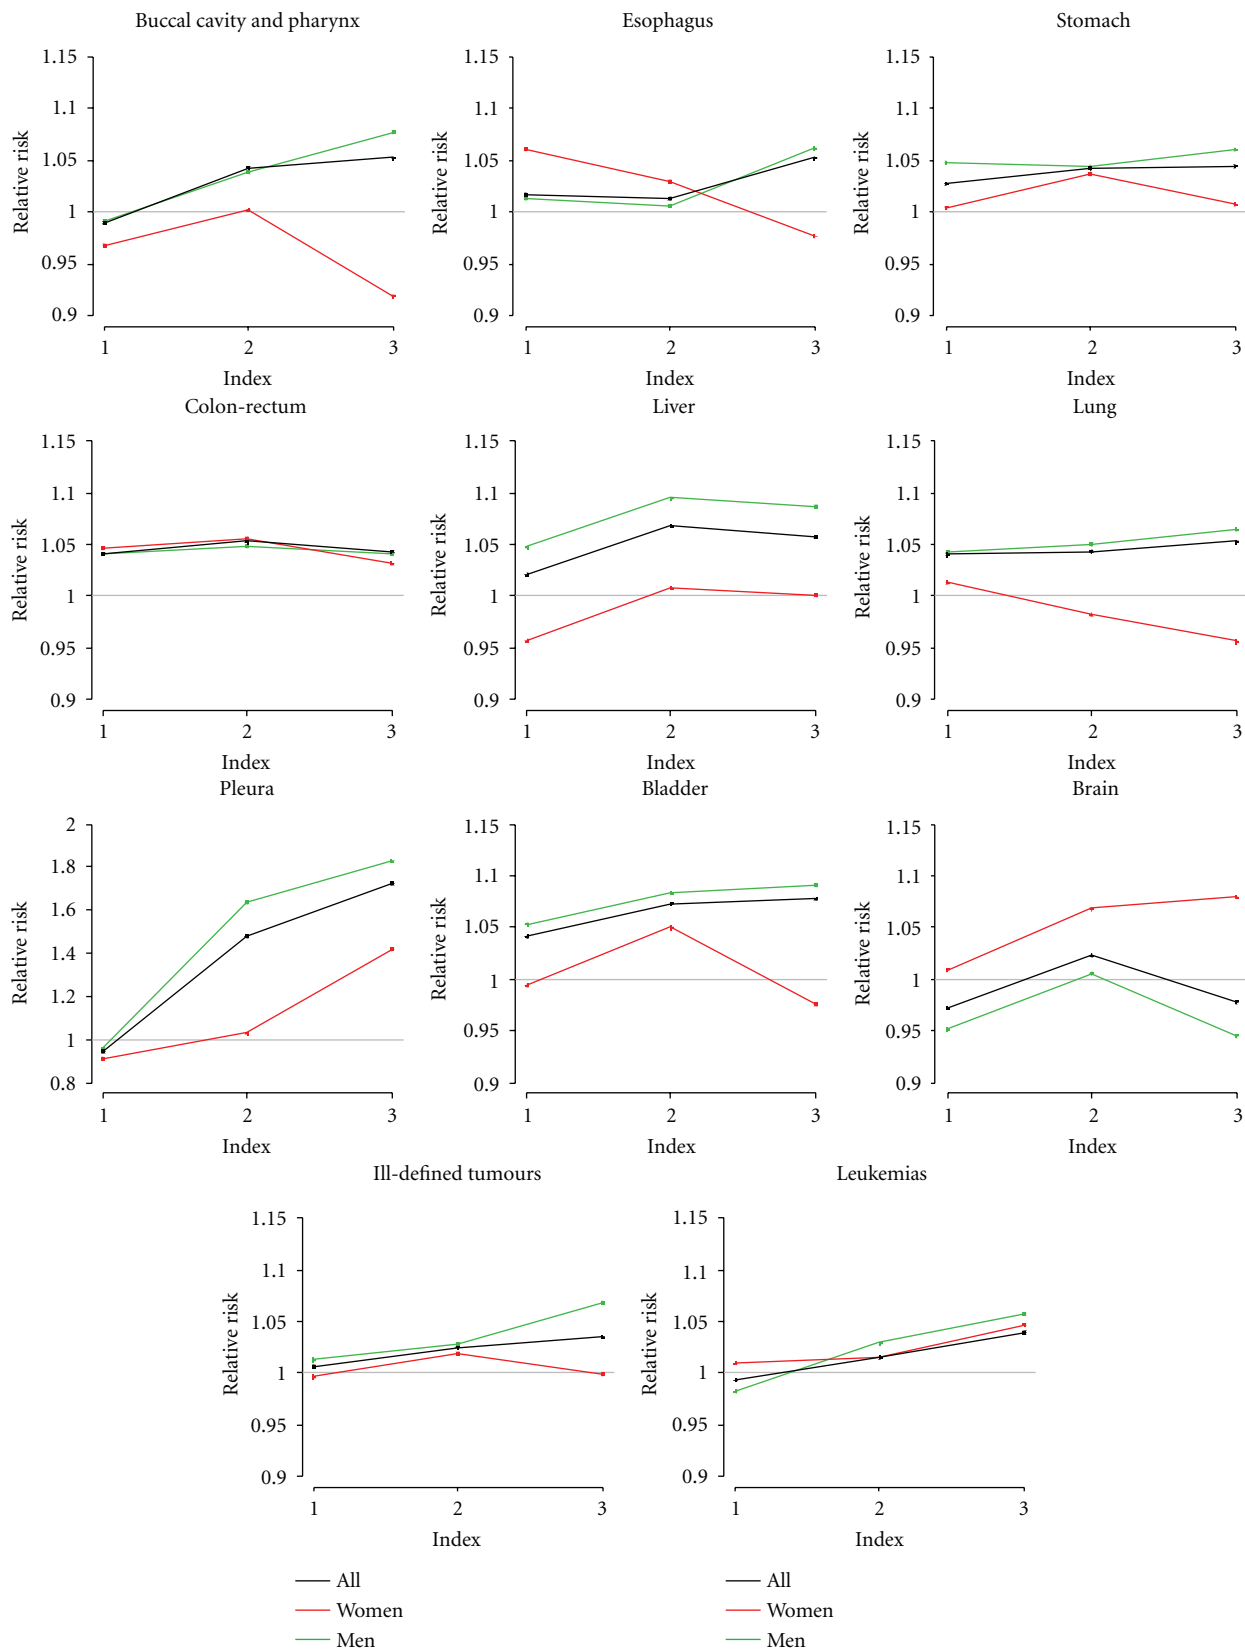 Buccal cavity and pharynx
1.15
1.1
1.05
1
0.95
0.9
Relative risk
1 2 3
Index
Esophagus
1.15
1.1
1.05
1
0.95
0.9
Relative risk
1 2 3
Index
Stomach
1.15
1.1
1.05
1
0.95
0.9
Relative risk
1 2 3
Index
Colon-rectum
1.15
1.1
1.05
1
0.95
0.9
Relative risk
1 2 3
Index
Liver
1.15
1.1
1.05
1
0.95
0.9
Relative risk
1 2 3
Index
Lung
1.15
1.1
1.05
1
0.95
0.9
Relative risk
1 2 3
Index
Pleura
2
1.8
1.6
1.4
1.2
1
0.8
Relative risk
1 2 3
Index
Bladder
1.15
1.1
1.05
1
0.95
0.9
Relative risk
1 2 3
Index
Brain
1.15
1.1
1.05
1
0.95
0.9
Relative risk
1 2 3
Index
Ill-defined tumours
1.15
1.1
1.05
1
0.95
0.9
Relative risk
1 2 3
Index
All
Women
Men
Leukemias
1.15
1.1
1.05
1
0.95
0.9
Relative risk
1 2 3
Index
All
Women
Men